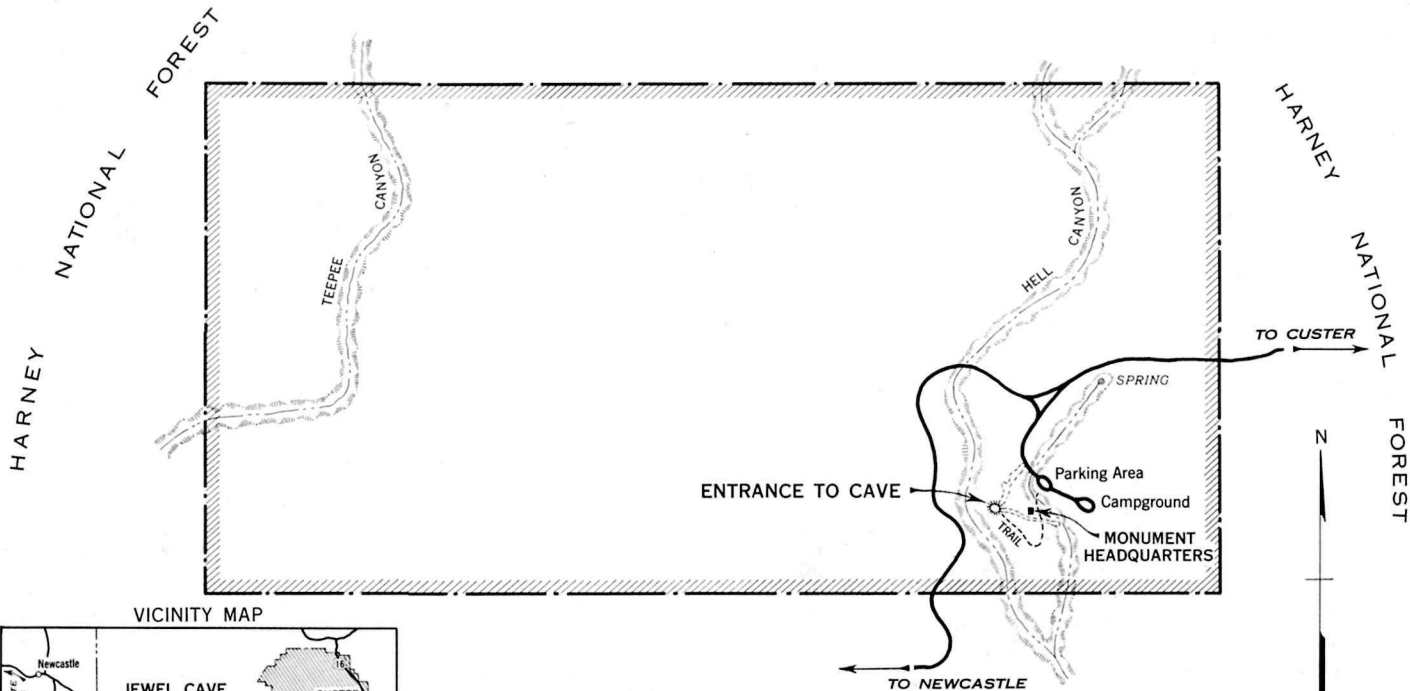 HARNEY NATIONAL FOREST
TEEPEE CANYON
HELL CANYON
HARNEY NATIONAL FOREST
TO CUSTER
SPRING
Parking Area
Campground
ENTRANCE TO CAVE
TRAIL
MONUMENT
HEADQUARTERS
N
TO NEWCASTLE
VICINITY MAP
Newcastle
16
JEWEL CAVE